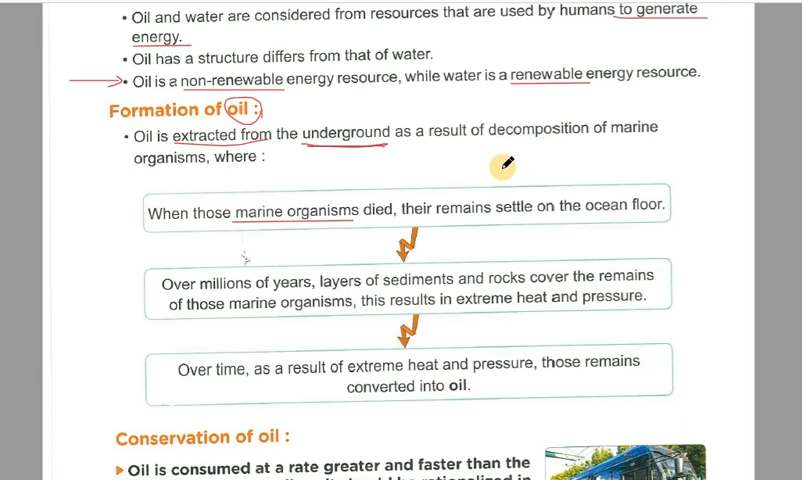 • Oil and water are considered from resources that are used by humans to generate
energy.
• Oil has a structure differs from that of water.
• Oil is a non-renewable energy resource, while water is a renewable energy resource.
Formation of oil :
• Oil is extracted from the underground as a result of decomposition of marine
organisms, where :
When those marine organisms died, their remains settle on the ocean floor.
Over millions of years, layers of sediments and rocks cover the remains
of those marine organisms, this results in extreme heat and pressure.
Over time, as a result of extreme heat and pressure, those remains
converted into oil.
Conservation of oil :
Oil is consumed at a rate greater and faster than the